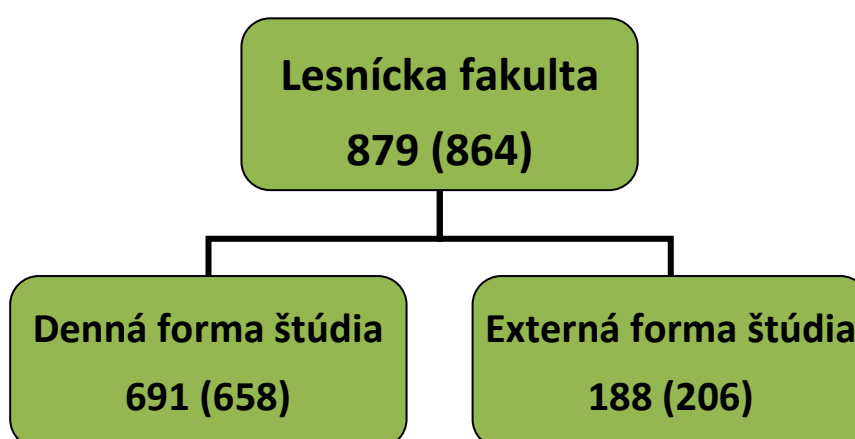 Lesnícka fakulta
879 (864)
Denná forma štúdia
691 (658)
Externá forma štúdia
188 (206)